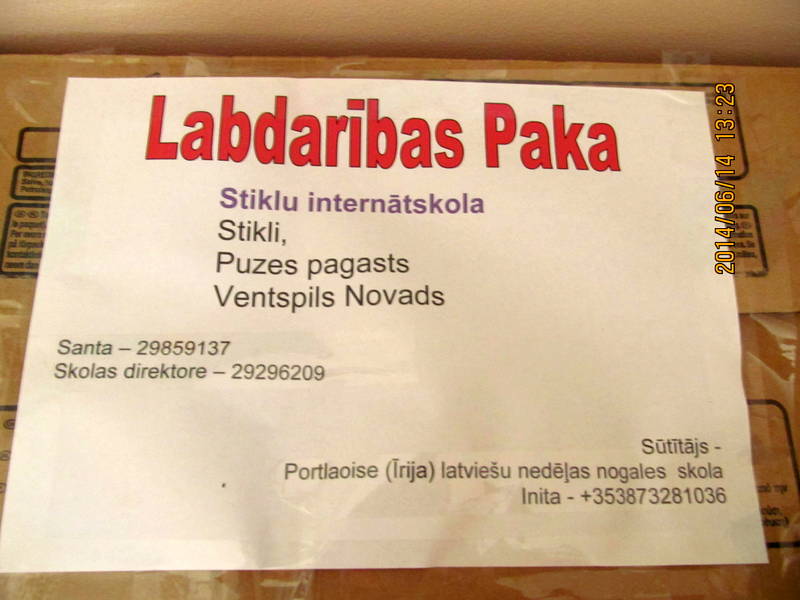 Labdarības Paka
Stiklu internātskola
Stikli,
Puzes pagasts
Ventspils Novads
Santa – 29859137
Skolas direktore – 29296209
Sūtītājs -
Portlaoise (Īrija) latviešu nedēļas nogales skola
Inita - +353873281036
2014/06/14 13:23